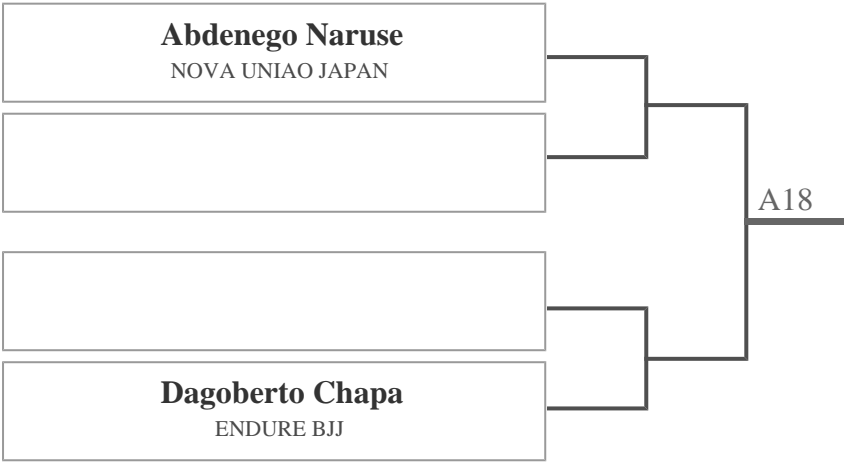 Abdenego Naruse
NOVA UNIAO JAPAN
A18
Dagoberto Chapa
ENDURE BJJ